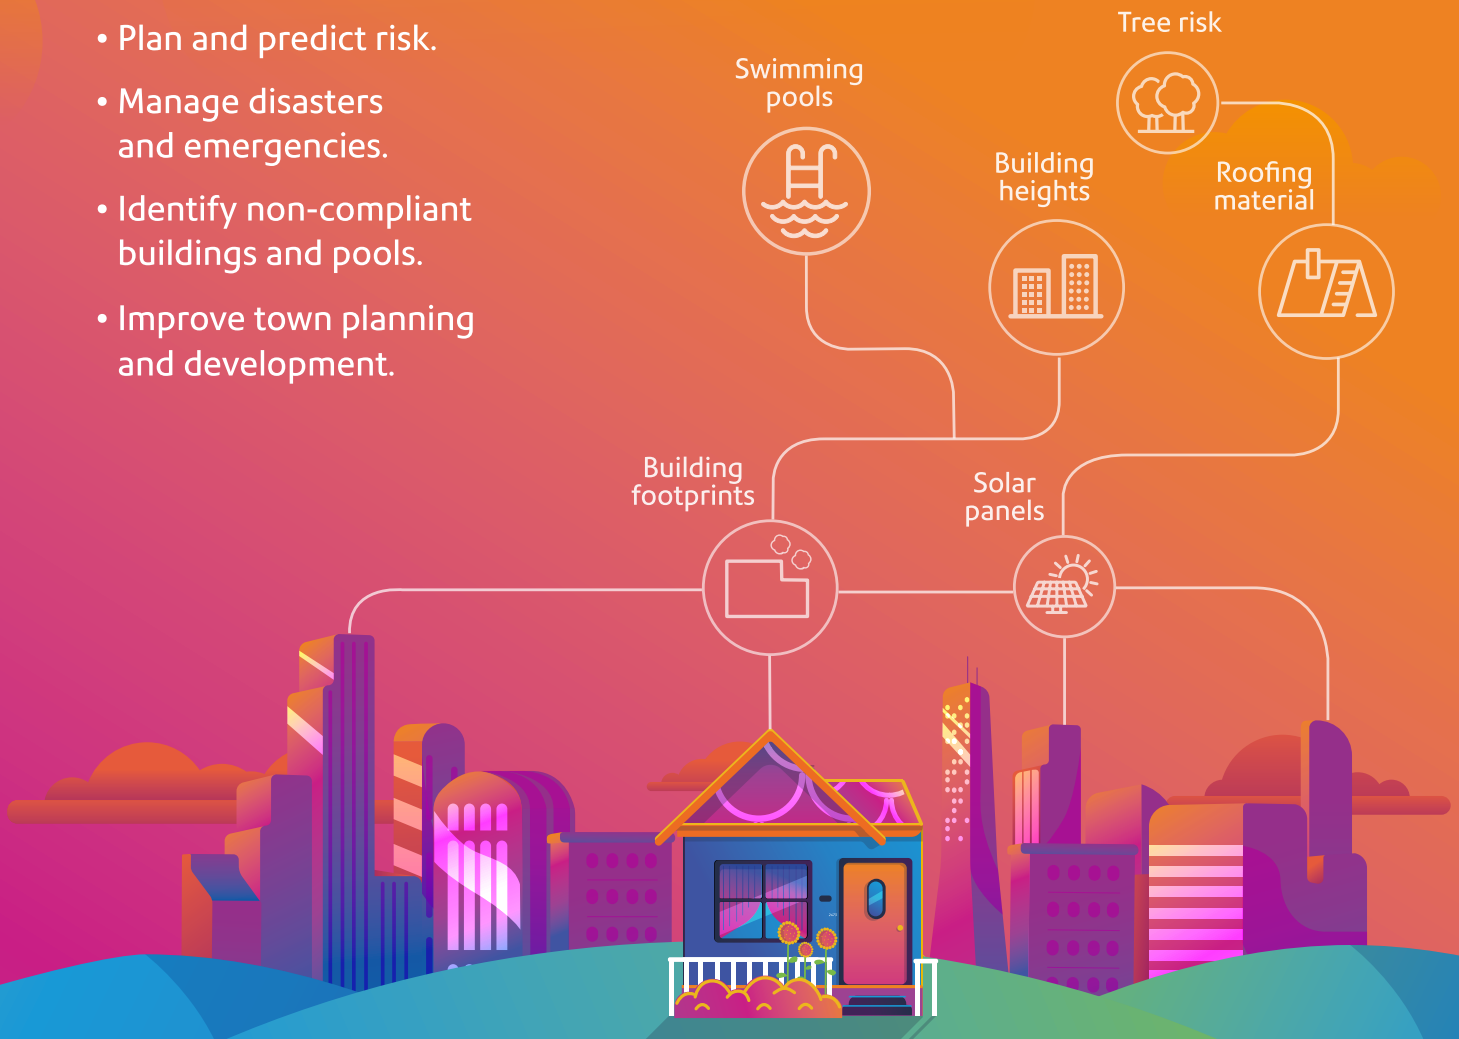 • Plan and predict risk.
• Manage disasters
and emergencies.
• Identify non-compliant
buildings and pools.
• Improve town planning
and development.
Tree risk
Swimming
pools
Building
heights
Roofing
material
Building
footprints
Solar
panels